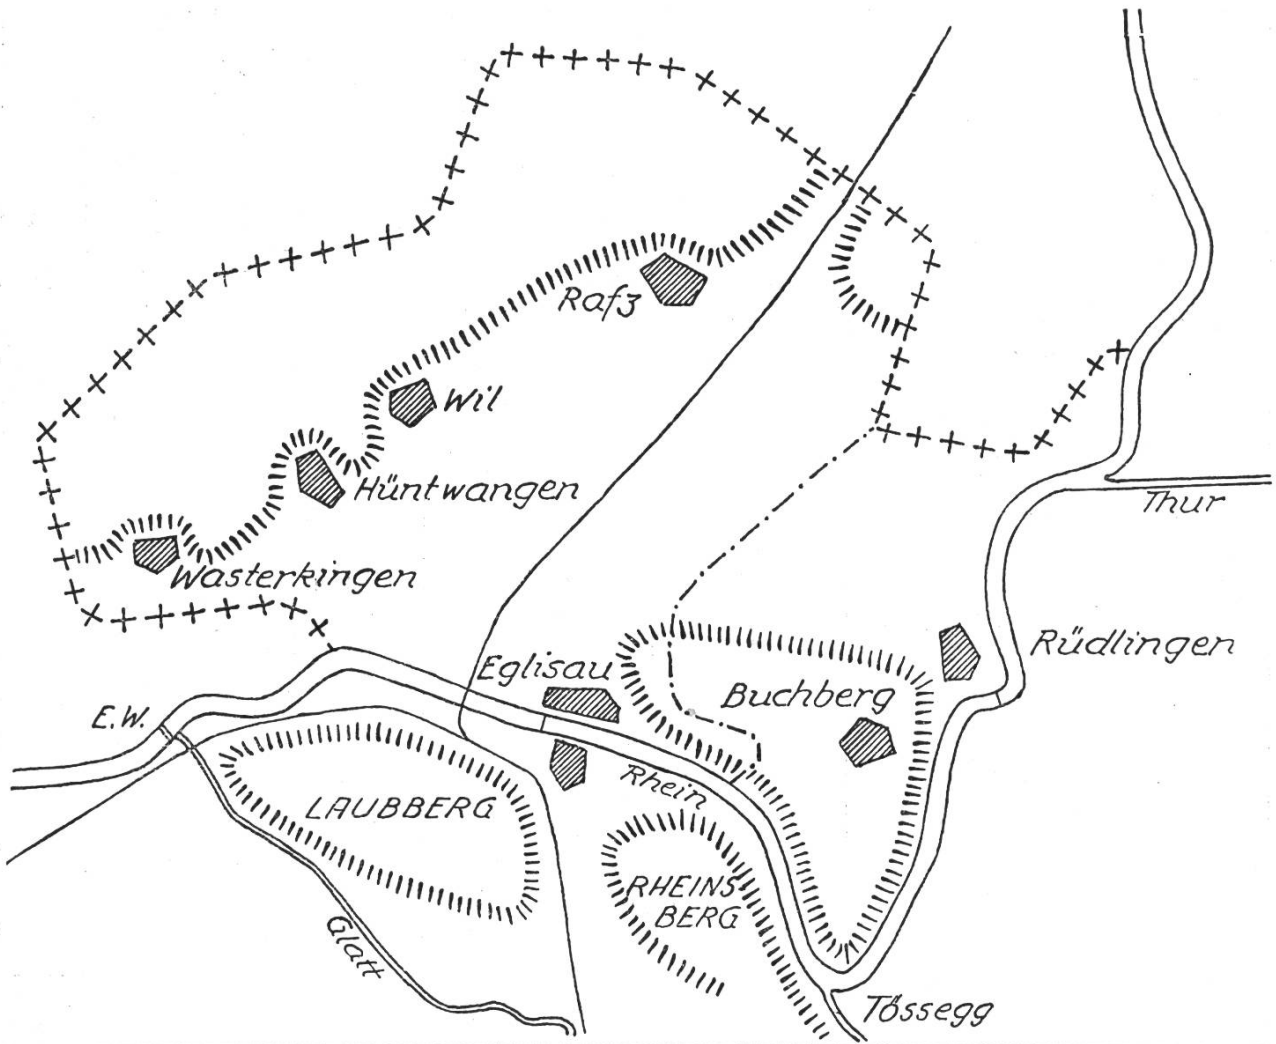 Rafz
Wil
Hüntwangen
Thur
Wasterkingen
Rüdlingen
Eglisau
Buchberg
E.W.
Rhein
LAUBBERG
RHEINS
BERG
Glatt
Tössegg